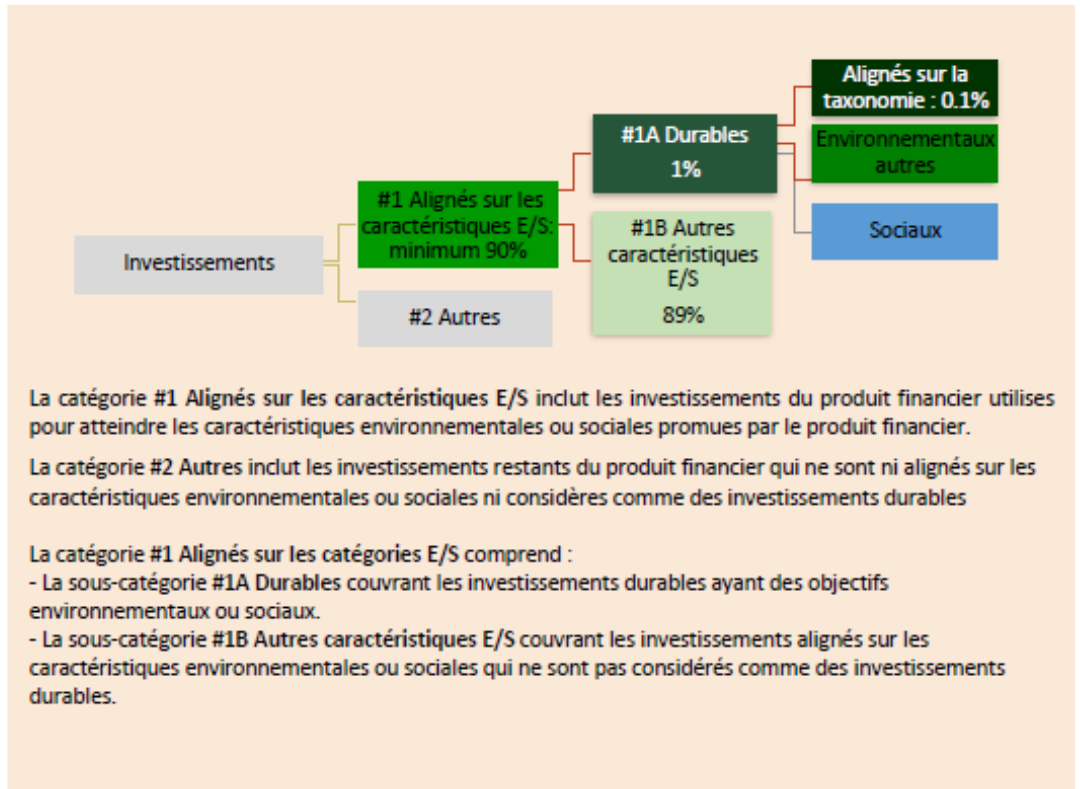 Alignés sur la
taxonomie : 0.1%
#1A Durables
1%
Environnementaux
autres
#1 Alignés sur les
caractéristiques E/S:
minimum 90%
#1B Autres
caractéristiques
E/S
89%
Sociaux
Investissements
#2 Autres
La catégorie #1 Alignés sur les caractéristiques E/S inclut les investissements du produit financier utilises
pour atteindre les caractéristiques environnementales ou sociales promues par le produit financier.
La catégorie #2 Autres inclut les investissements restants du produit financier qui ne sont ni alignés sur les
caractéristiques environnementales ou sociales ni considères comme des investissements durables
La catégorie #1 Alignés sur les catégories E/S comprend :
- La sous-catégorie #1A Durables couvrant les investissements durables ayant des objectifs
environnementaux ou sociaux.
- La sous-catégorie #1B Autres caractéristiques E/S couvrant les investissements alignés sur les
caractéristiques environnementales ou sociales qui ne sont pas considérés comme des investissements
durables.